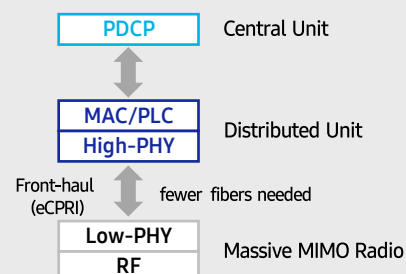 PDCP Central Unit
MAC/PLC
High-PHY
Distributed Unit
Front-haul
(eCPRI)
fewer fibers needed
Low-PHY
RF
Massive MIMO Radio